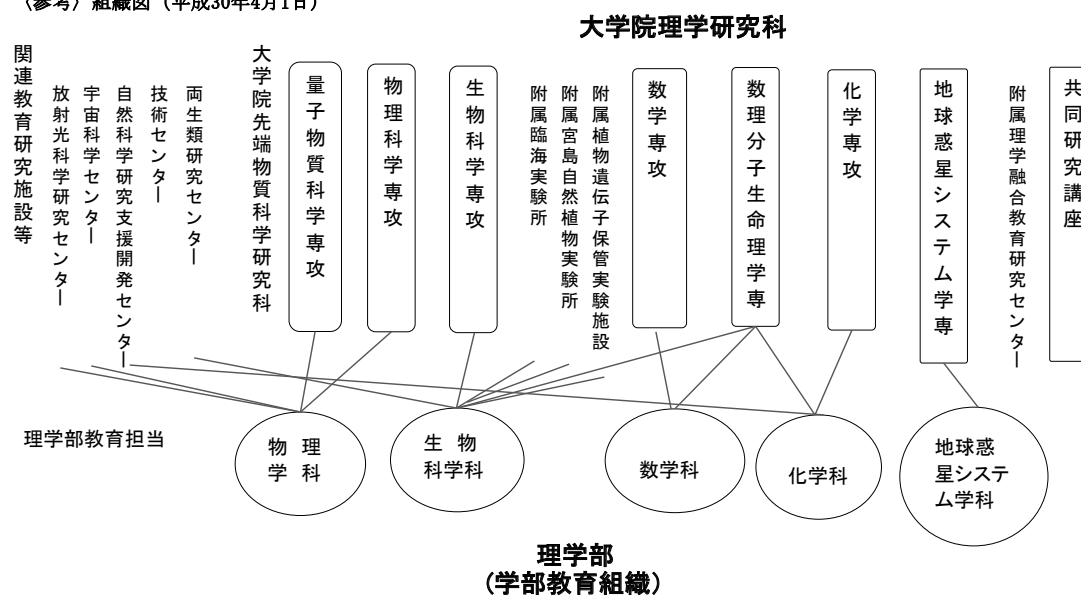 〈参考〉組織図（平成30年4月1日）
大学院理学研究科
関連教育研究施設等
放射光科学研究センター
宇宙科学センター
自然科学研究支援開発センター
技術センター
両生類研究センター
大学院先端物質科学研究科
量子物質科学専攻
物理科学専攻
生物科学専攻
附属臨海実験所
附属宮島自然植物実験所
附属植物遺伝子保管実験施設
数学専攻
数理分子生命理学専
化学専攻
地球惑星システム学専
附属理学融合教育研究センター
共同研究講座
理学部教育担当
物 理
学 科
生 物
科学科
数学科
化学科
地球惑
星システ
ム学科
理学部
（学部教育組織）